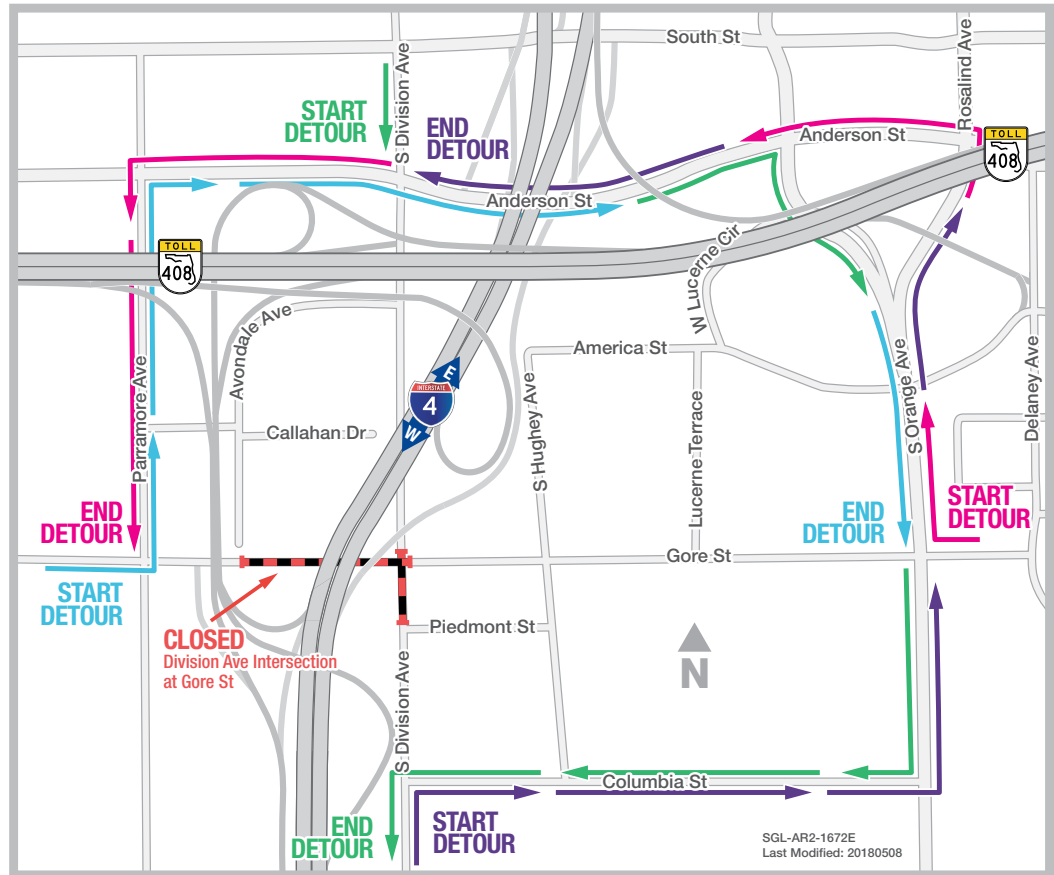 South St
S Division Ave
Rosalind Ave
START
DETOUR
END
DETOUR
Anderson St
TOLL
408
Anderson St
TOLL
408
W Lucerne Cir
Avondale Ave
America St
E
INTERSTATE
4
W
Parramore Ave
Callahan Dr
S Hughey Ave
Lucerne Terrace
S Orange Ave
Delaney Ave
END
DETOUR
END
DETOUR
START
DETOUR
Gore St
START
DETOUR
CLOSED
Division Ave Intersection
at Gore St
Piedmont St
N
S Division Ave
Columbia St
END
DETOUR
START
DETOUR
SGL-AR2-1672E
Last Modified: 20180508